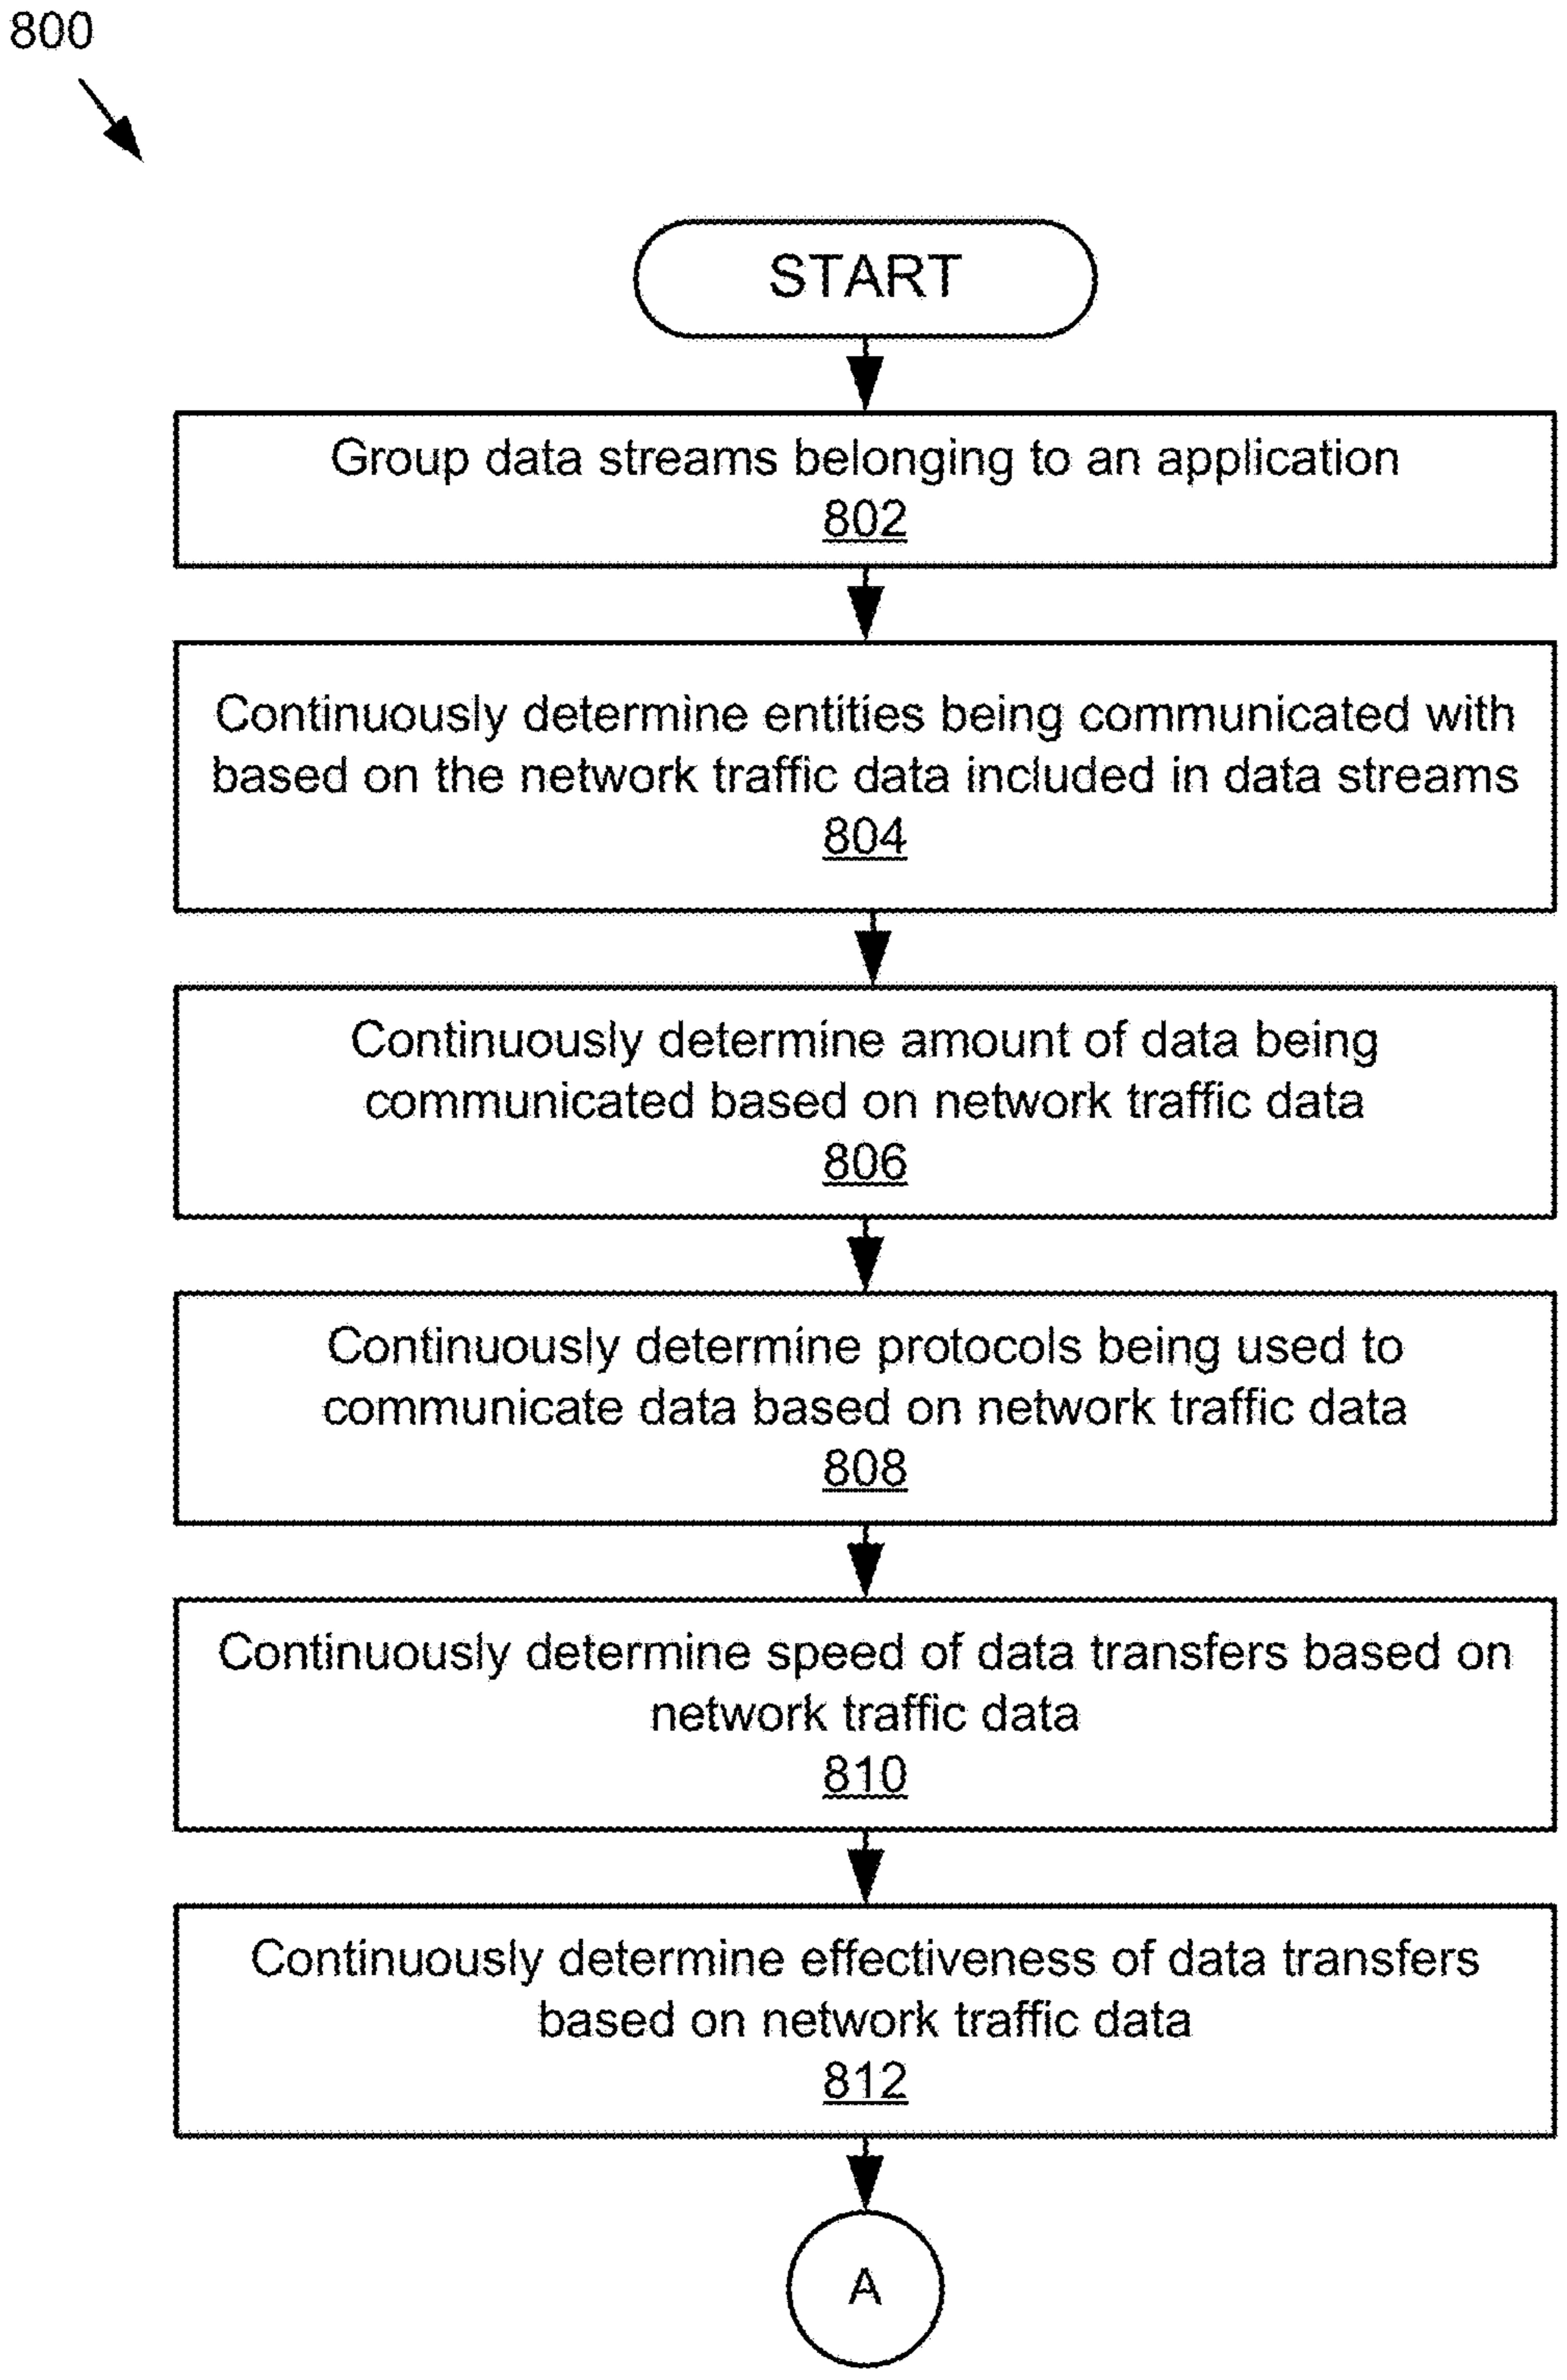 800
START
Group data streams belonging to an application
802
Continuously determine entities being communicated with
based on the network traffic data included in data streams
804
Continuously determine amount of data being
communicated based on network traffic data
806
Continuously determine protocols being used to
communicate data based on network traffic data
808
Continuously determine speed of data transfers based on
network traffic data
810
Continuously determine effectiveness of data transfers
based on network traffic data
812
A